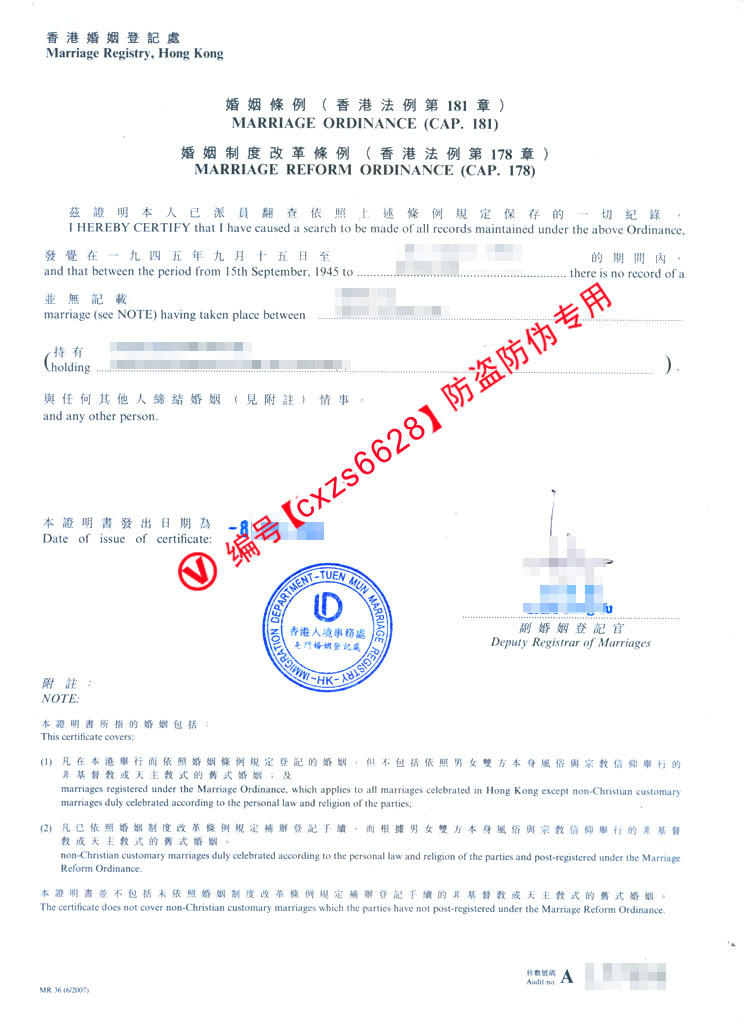 香港婚姻登記處
Marriage Registry, Hong Kong
婚姻條例（香港法例第181章）
MARRIAGE ORDINANCE (CAP. 181)
婚姻制度改革條例（香港法例第178章）
MARRIAGE REFORM ORDINANCE (CAP. 178)
茲證明本人已派員翻查依照上述條例規定保存的一切紀錄，
I HEREBY CERTIFY that I have caused a search to be made of all records maintained under the above Ordinance,
發覺在一九四五年九月十五日至 的期間內，
and that between the period from 15th September, 1945 to there is no record of a
並無記載
marriage (see NOTE) having taken place between
(持有
holding ).
與任何其他人締結婚姻（見附註）情事。
and any other person.
编号【cxzs6628】防盗防伪专用
本證明書發出日期為
Date of issue of certificate: -8
IMMIGRATION DEPARTMENT-TUEN MUN MARRIAGE REGISTRY
-HK-
ID
香港入境事務處
屯門婚姻登記處
副婚姻登記官
Deputy Registrar of Marriages
附註：
NOTE:
本證明書所指的婚姻包括：
This certificate covers:
(1) 凡在本港舉行而依照婚姻條例規定登記的婚姻，但不包括依照男女雙方本身風俗與宗教信仰舉行的
非基督教或天主教式的舊式婚姻；及
marriages registered under the Marriage Ordinance, which applies to all marriages celebrated in Hong Kong except non-Christian customary
marriages duly celebrated according to the personal law and religion of the parties;
(2) 凡已依照婚姻制度改革條例規定補辦登記手續，而根據男女雙方本身風俗與宗教信仰舉行的非基督
教或天主教式的舊式婚姻。
non-Christian customary marriages duly celebrated according to the personal law and religion of the parties and post-registered under the Marriage
Reform Ordinance.
本證明書並不包括未依照婚姻制度改革條例規定補辦登記手續的非基督教或天主教式的舊式婚姻。
The certificate does not cover non-Christian customary marriages which the parties have not post-registered under the Marriage Reform Ordinance.
核數號碼
Audit no. A
MR 36 (6/2007)